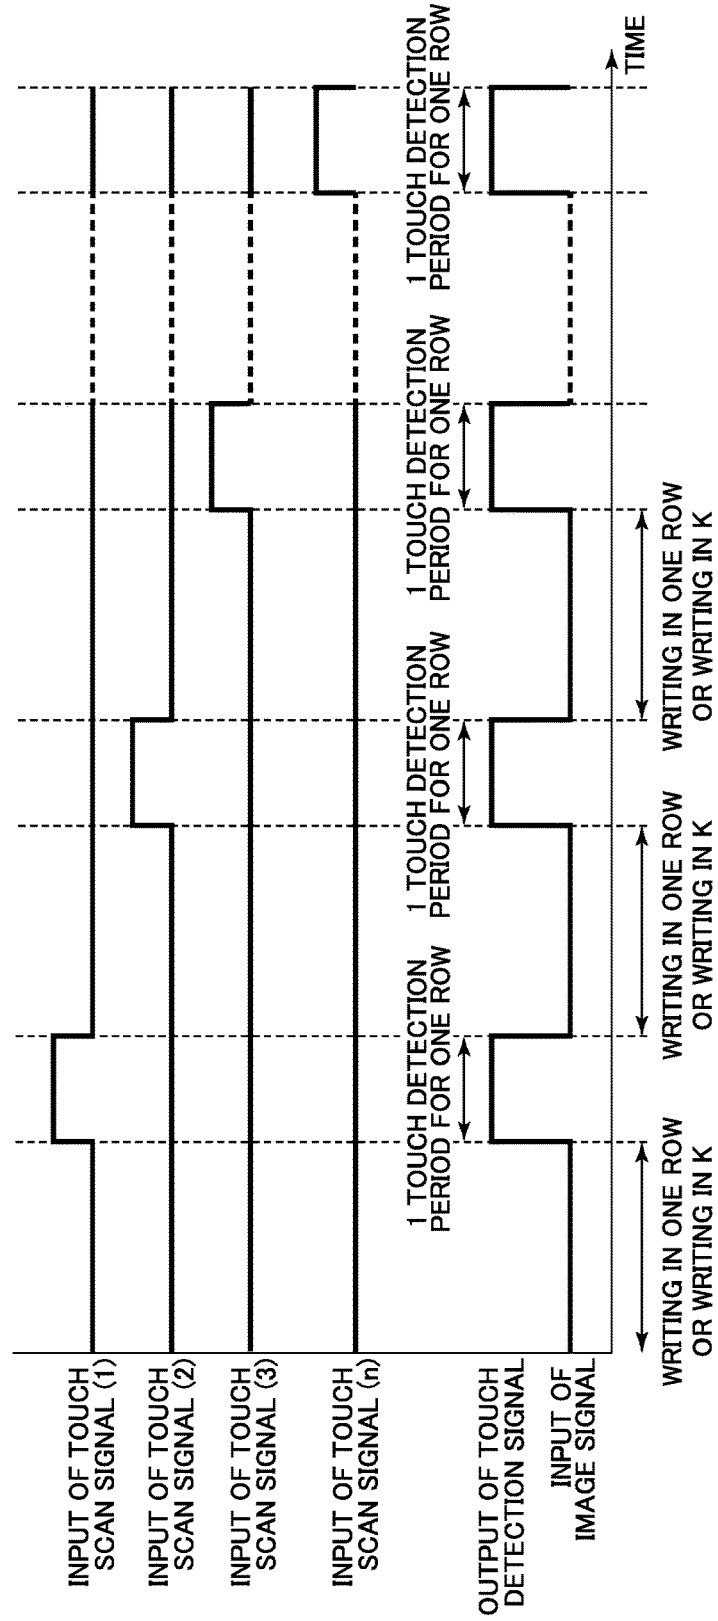 INPUT OF TOUCH
SCAN SIGNAL (1)
INPUT OF TOUCH
SCAN SIGNAL (2)
INPUT OF TOUCH
SCAN SIGNAL (3)
INPUT OF TOUCH
SCAN SIGNAL (n)
1 TOUCH DETECTION
PERIOD FOR ONE ROW
1 TOUCH DETECTION
PERIOD FOR ONE ROW
1 TOUCH DETECTION
PERIOD FOR ONE ROW
1 TOUCH DETECTION
PERIOD FOR ONE ROW
OUTPUT OF TOUCH
DETECTION SIGNAL
INPUT OF
IMAGE SIGNAL
TIME
WRITING IN ONE ROW
OR WRITING IN K
WRITING IN ONE ROW
OR WRITING IN K
WRITING IN ONE ROW
OR WRITING IN K